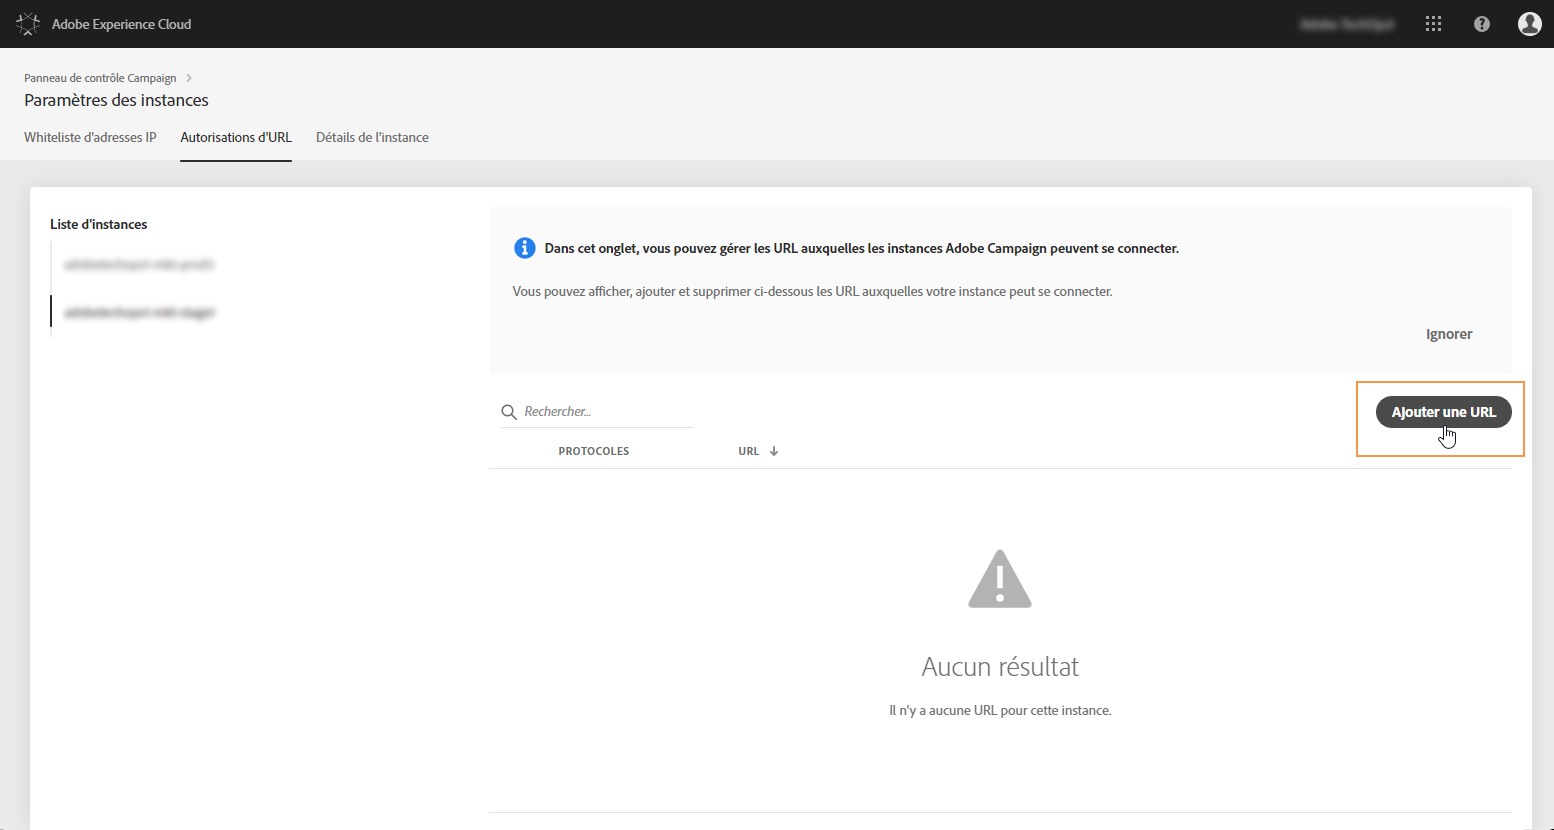 Adobe Experience Cloud
Panneau de contrôle Campaign
Paramètres des instances
Whiteliste d'adresses IP Autorisations d'URL Détails de l'instance
Liste d'instances
Dans cet onglet, vous pouvez gérer les URL auxquelles les instances Adobe Campaign peuvent se connecter.
Vous pouvez afficher, ajouter et supprimer ci-dessous les URL auxquelles votre instance peut se connecter.
Ignorer
Rechercher...
Ajouter une URL
PROTOCOLES URL
Aucun résultat
Il n'y a aucune URL pour cette instance.